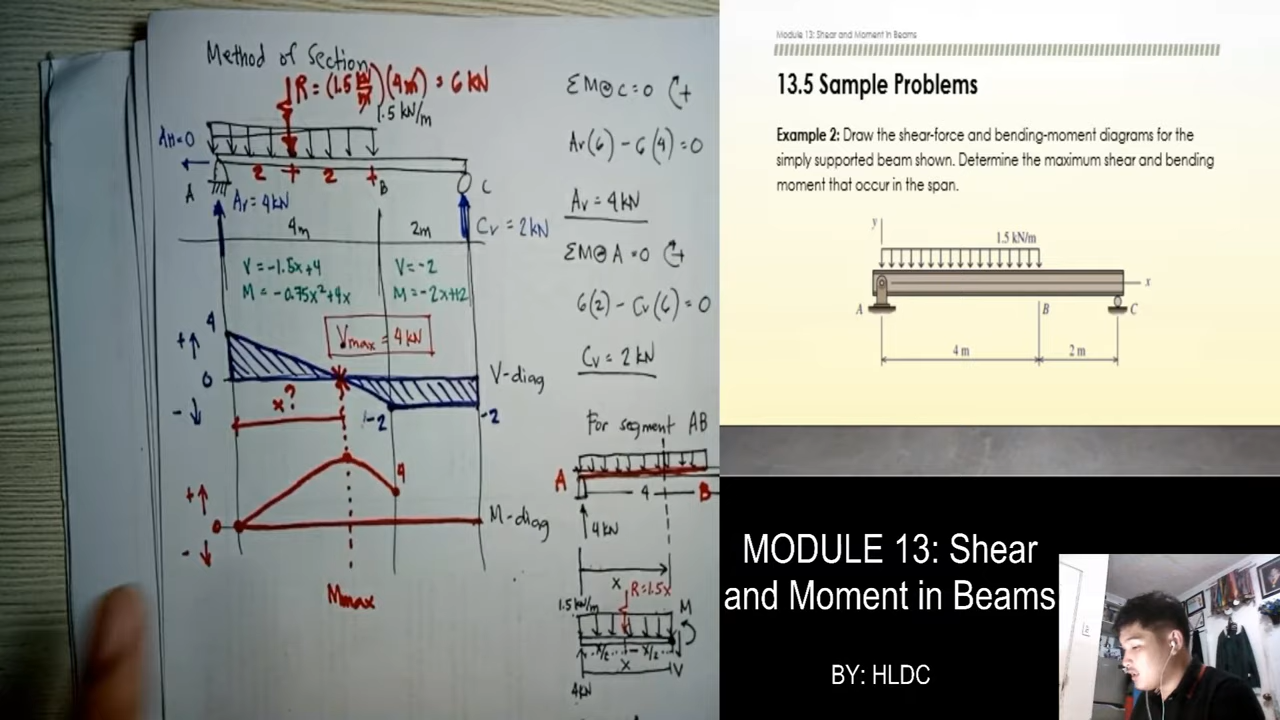 Method of Section
R = (1.5 kN/m)(4m) = 6 kN
1.5 kN/m
AH=0
2 2
A B C
Av = 4kN
4m 2m Cv = 2kN
V = -1.5x+4 V = -2
M = -0.75x²+4x M = -2x+12
4
Vmax = 4 kN
+
0 V-diag
x?
-
-2 -2
4
+
0 M-diag
-
Mmax
ΣM@C=0 +
Av(6) - 6(4) = 0
Av = 4kN
ΣM@A=0 +
6(2) - Cv(6) = 0
Cv = 2 kN
For segment AB
A 4 B
4kN
x
1.5kN/m R=1.5x M
x/2 x/2
x V
4kN
Module 13: Shear and Moment in Beams
13.5 Sample Problems
Example 2: Draw the shear-force and bending-moment diagrams for the
simply supported beam shown. Determine the maximum shear and bending
moment that occur in the span.
y
1.5 kN/m
x
A B C
4 m 2 m
MODULE 13: Shear
and Moment in Beams
BY: HLDC